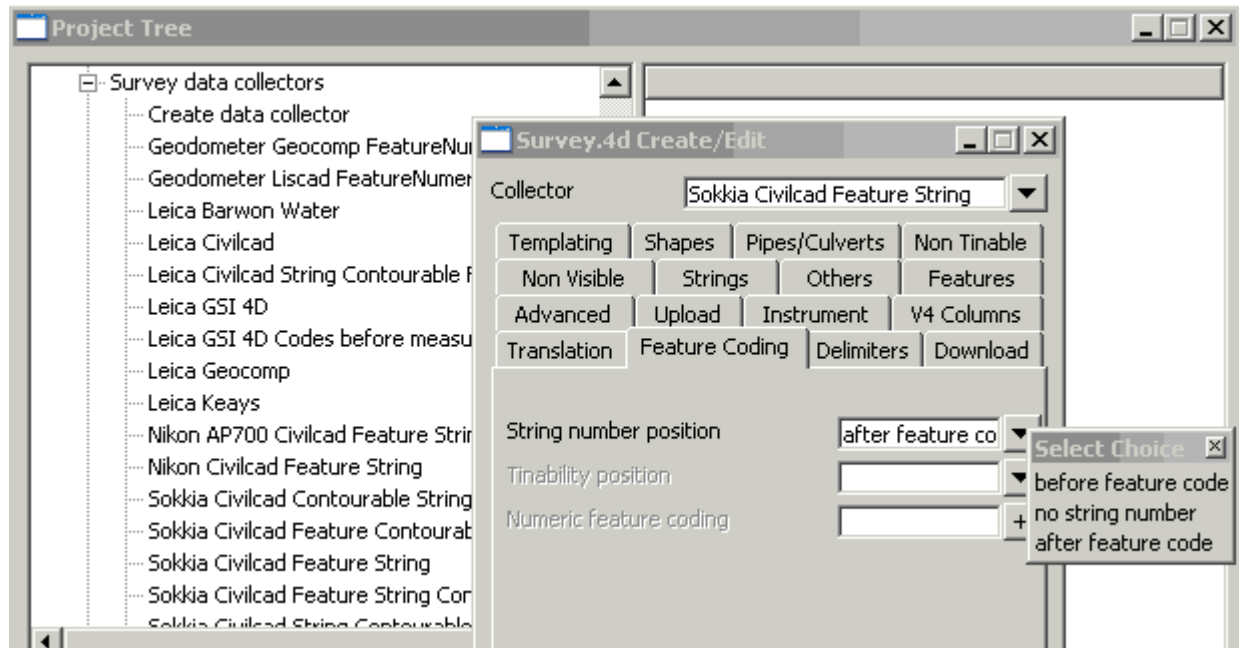 Project Tree
Survey data collectors
Create data collector
Geodometer Geocomp FeatureNu
Geodometer Liscad FeatureNumer
Leica Barwon Water
Leica Civilcad
Leica Civilcad String Contourable
Leica GSI 4D
Leica GSI 4D Codes before measu
Leica Geocomp
Leica Keays
Nikon AP700 Civilcad Feature Strin
Nikon Civilcad Feature String
Sokkia Civilcad Contourable String
Sokkia Civilcad Feature Contourab
Sokkia Civilcad Feature String
Sokkia Civilcad Feature String Con
Sokkia Civilcad String Contourable
Survey.4d Create/Edit
Collector Sokkia Civilcad Feature String
Templating Shapes Pipes/Culverts Non Tinable
Non Visible Strings Others Features
Advanced Upload Instrument V4 Columns
Translation Feature Coding Delimiters Download
String number position after feature co
Tinability position
Numeric feature coding +
Select Choice
before feature code
no string number
after feature code